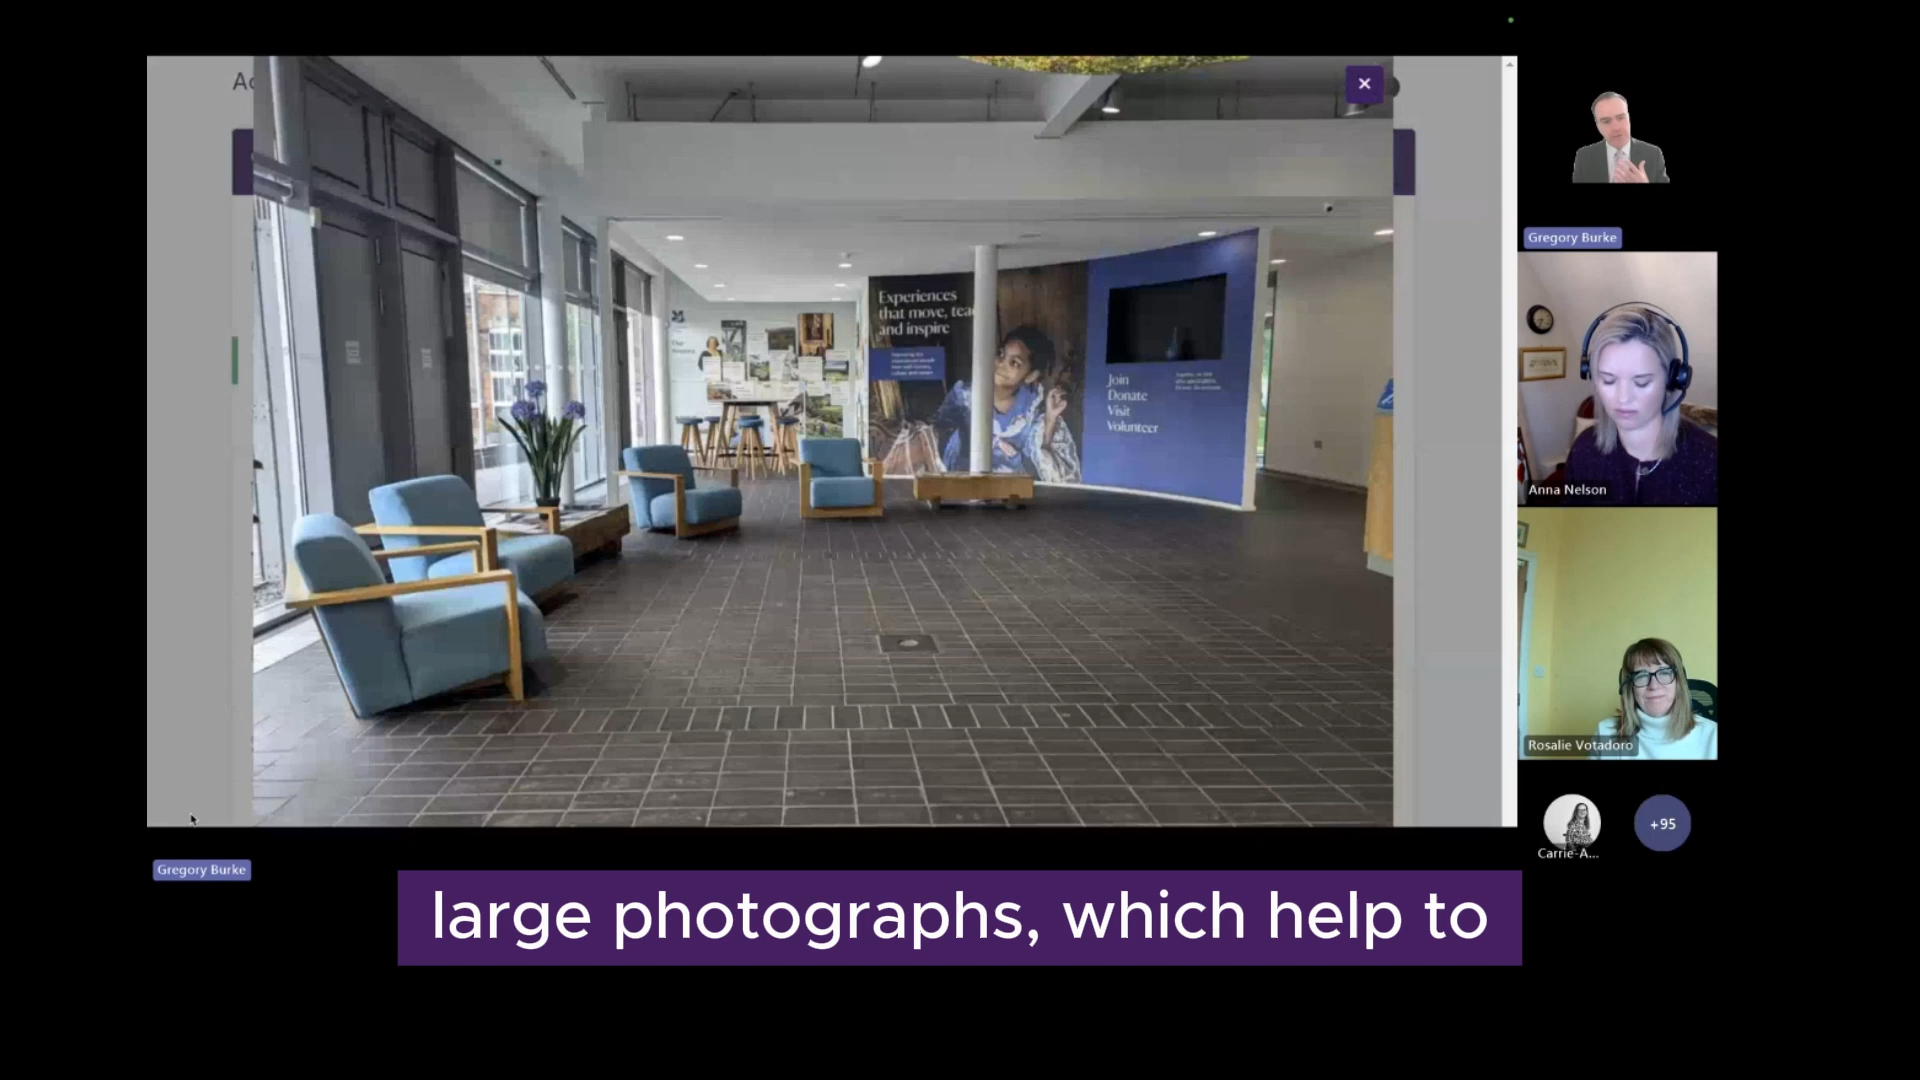 Ac
×
Experiences
that move, tea
and inspire
Join
Donate
Visit
Volunteer
Gregory Burke
Anna Nelson
Rosalie Votadoro
Carrie-A...
+95
Gregory Burke
large photographs, which help to